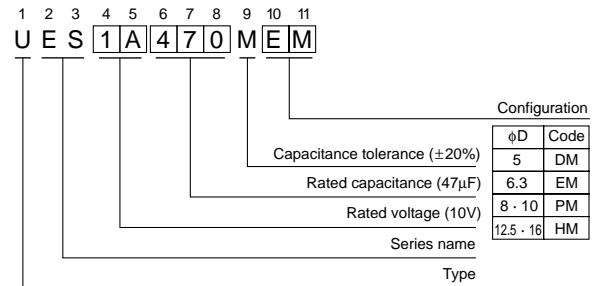 1 2 3 4 5 6 7 8 9 10 11
U E S 1 A 4 7 0 M E M
Configuration
φD Code
5 DM
6.3 EM
8 · 10 PM
12.5 · 16 HM
Capacitance tolerance (±20%)
Rated capacitance (47μF)
Rated voltage (10V)
Series name
Type